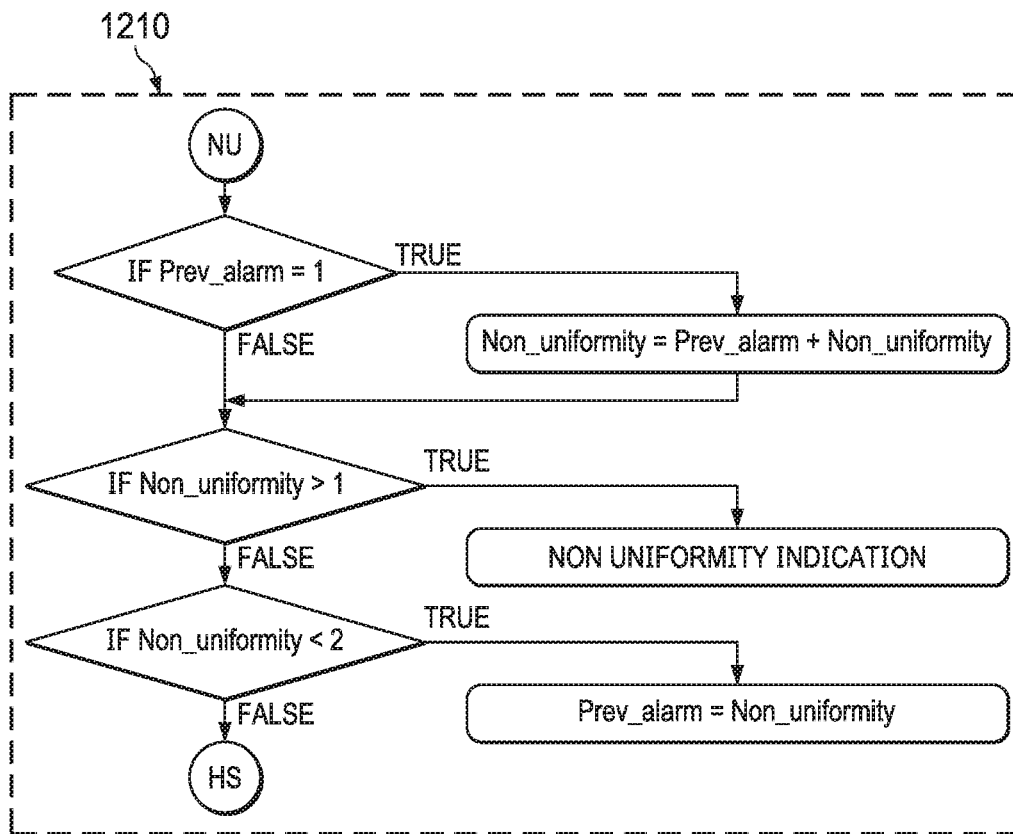 1210
NU
IF Prev_alarm = 1
TRUE
Non_uniformity = Prev_alarm + Non_uniformity
FALSE
IF Non_uniformity > 1
TRUE
NON UNIFORMITY INDICATION
FALSE
IF Non_uniformity < 2
TRUE
Prev_alarm = Non_uniformity
FALSE
HS